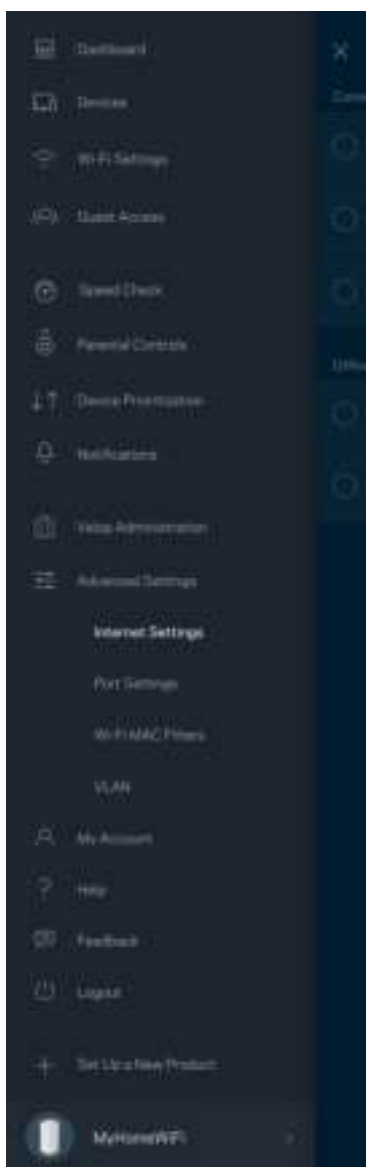 Dashboard
Devices
Wi-Fi Settings
Guest Access
Speed Check
Parental Controls
Device Prioritization
Notifications
Velop Administration
Advanced Settings
Internet Settings
Port Settings
Wi-Fi MAC Filters
VLAN
My Account
Help
Feedback
Logout
Set Up a New Product
MyHomeWiFi